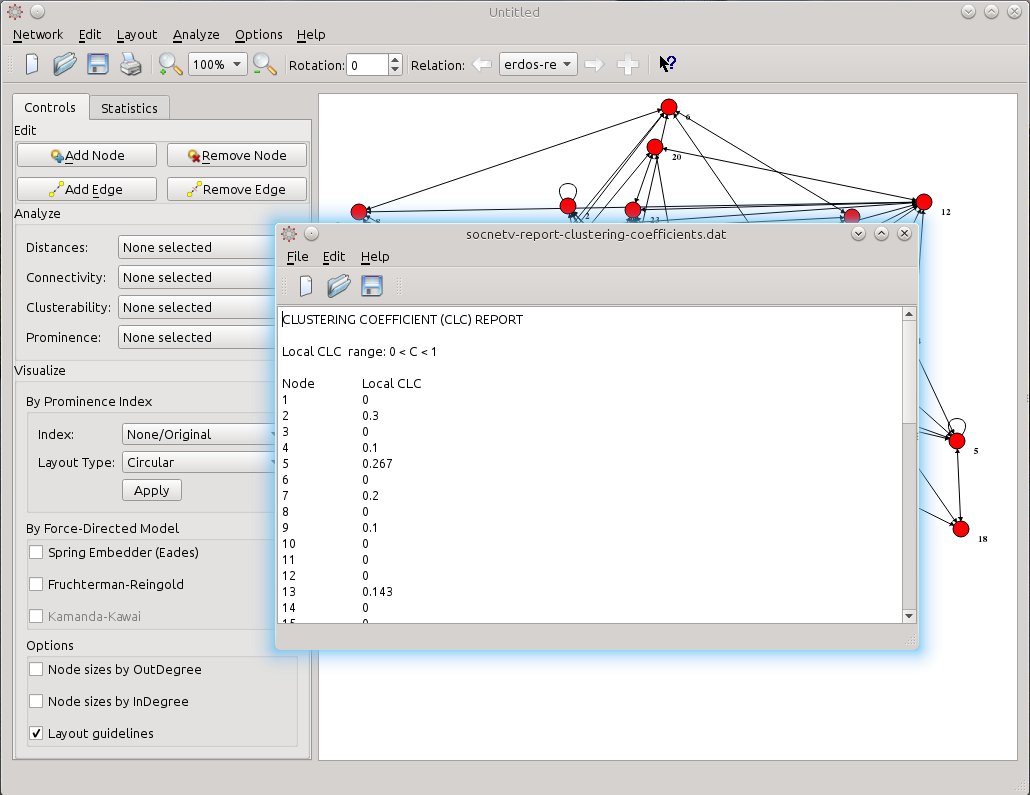 Untitled
Network Edit Layout Analyze Options Help
100% Rotation: 0 Relation: erdos-re
Controls Statistics
Edit
Add Node Remove Node
Add Edge Remove Edge
Analyze
Distances: None selected
Connectivity: None selected
Clusterability: None selected
Prominence: None selected
Visualize
By Prominence Index
Index: None/Original
Layout Type: Circular
Apply
By Force-Directed Model
Spring Embedder (Eades)
Fruchterman-Reingold
Kamanda-Kawai
Options
Node sizes by OutDegree
Node sizes by InDegree
Layout guidelines
6
20
2
23
12
5
18
socnetv-report-clustering-coefficients.dat
File Edit Help
CLUSTERING COEFFICIENT (CLC) REPORT
Local CLC range: 0 < C < 1
Node Local CLC
1 0
2 0.3
3 0
4 0.1
5 0.267
6 0
7 0.2
8 0
9 0.1
10 0
11 0
12 0
13 0.143
14 0
15 0